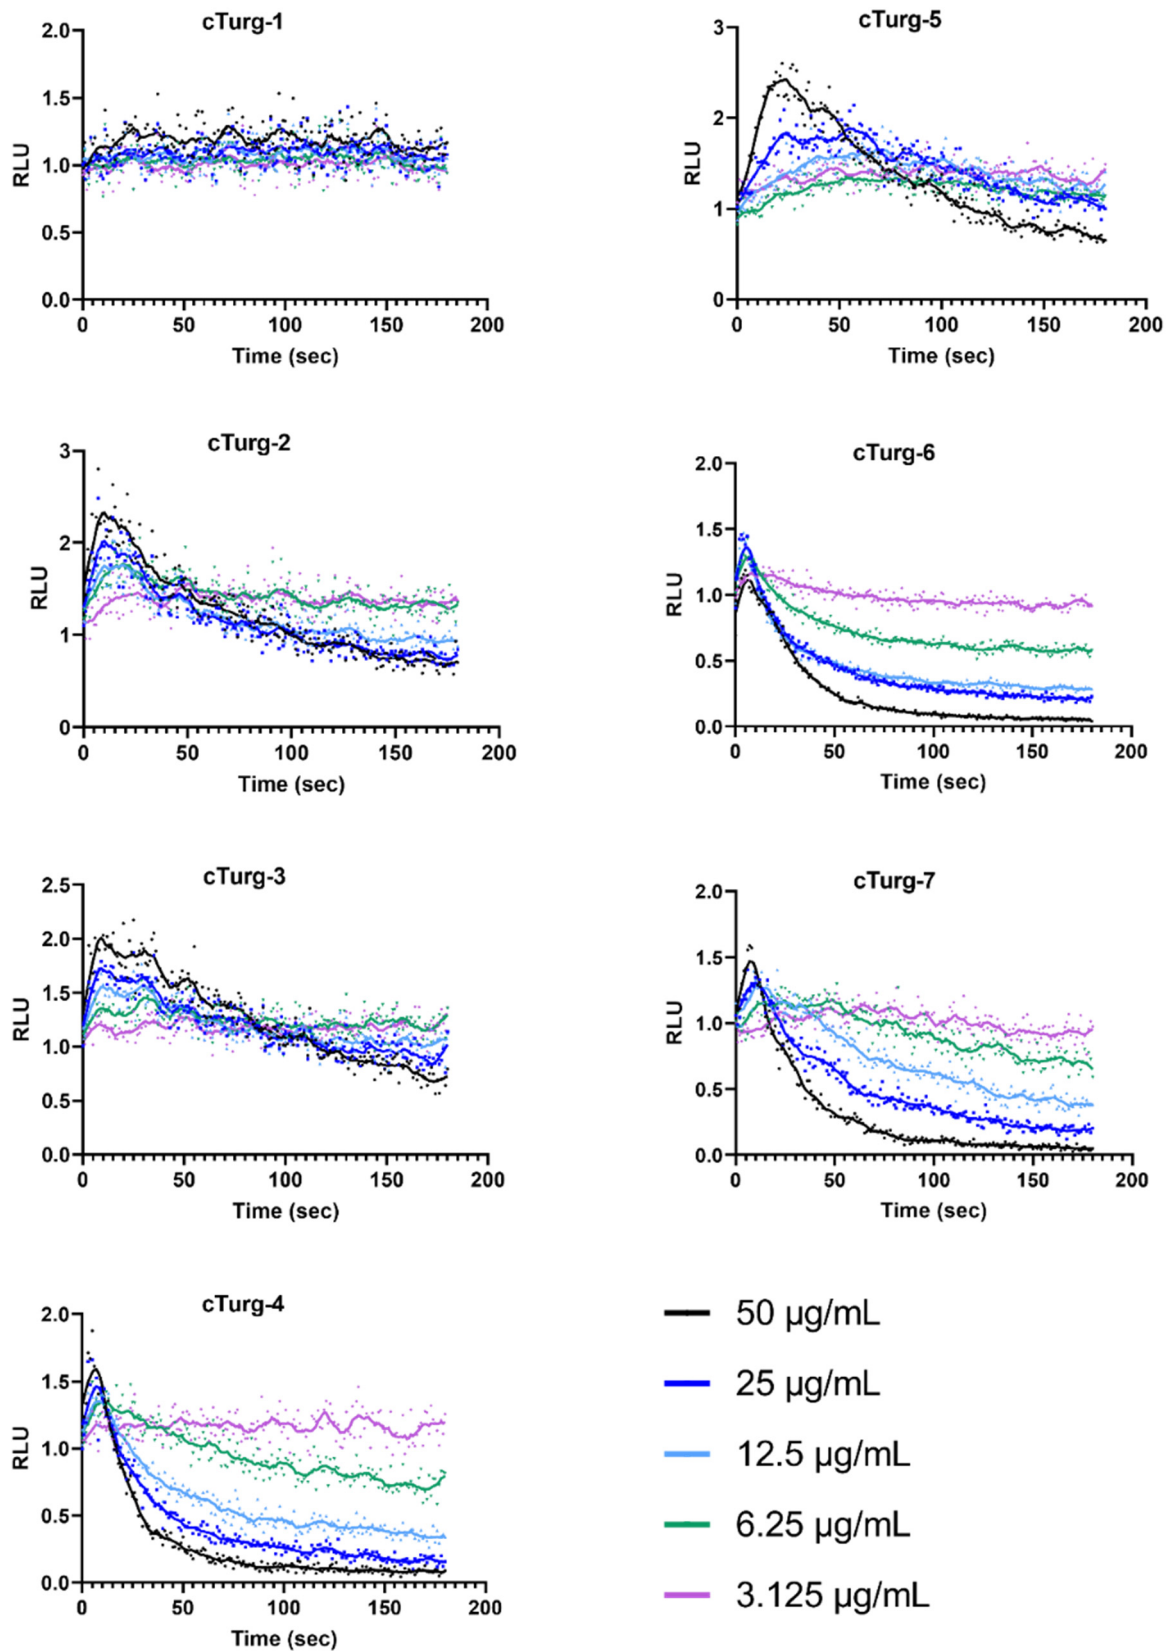 cTurg-1
2.0
1.5
1.0
0.5
0.0
RLU
0 50 100 150 200
Time (sec)
cTurg-5
3
2
1
0
RLU
0 50 100 150 200
Time (sec)
cTurg-2
3
2
1
0
RLU
0 50 100 150 200
Time (sec)
cTurg-6
2.0
1.5
1.0
0.5
0.0
RLU
0 50 100 150 200
Time (sec)
cTurg-3
2.5
2.0
1.5
1.0
0.5
0.0
RLU
0 50 100 150 200
Time (sec)
cTurg-7
2.0
1.5
1.0
0.5
0.0
RLU
0 50 100 150 200
Time (sec)
cTurg-4
2.0
1.5
1.0
0.5
0.0
RLU
0 50 100 150 200
Time (sec)
50 µg/mL
25 µg/mL
12.5 µg/mL
6.25 µg/mL
3.125 µg/mL